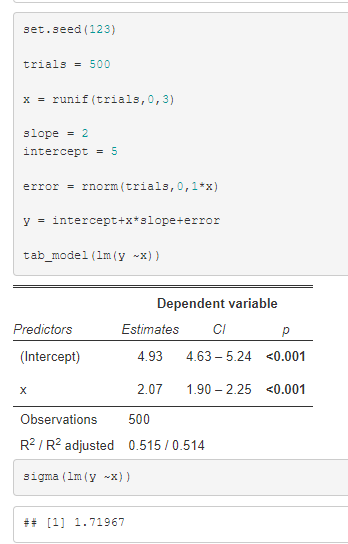 set.seed(123)
trials = 500
x = runif(trials,0,3)
slope = 2
intercept = 5
error = rnorm(trials,0,1*x)
y = intercept+x*slope+error
tab_model(lm(y ~x))
Dependent variable
Predictors Estimates CI p
(Intercept) 4.93 4.63 – 5.24 <0.001
x 2.07 1.90 – 2.25 <0.001
Observations 500
R² / R² adjusted 0.515 / 0.514
sigma(lm(y ~x))
## [1] 1.71967